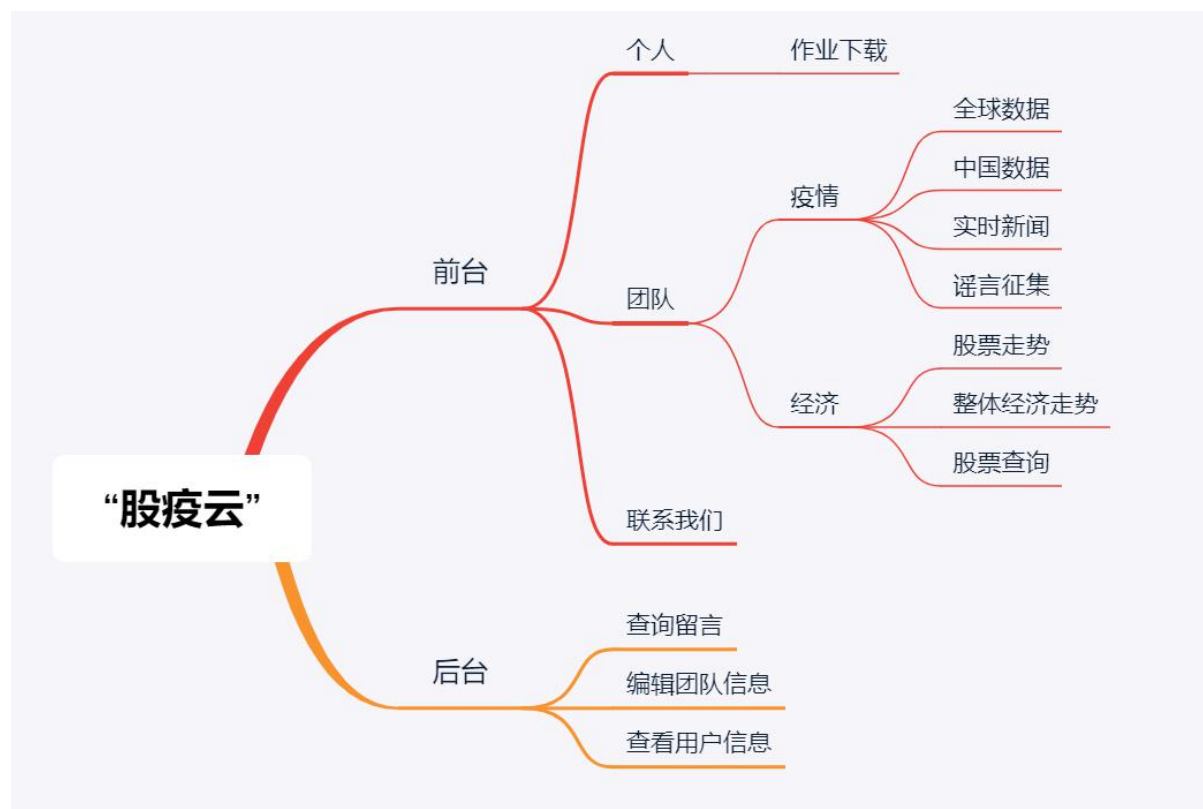 个人
作业下载
全球数据
中国数据
疫情
实时新闻
前台
谣言征集
团队
股票走势
经济
整体经济走势
股票查询
“股疫云”
联系我们
查询留言
后台
编辑团队信息
查看用户信息